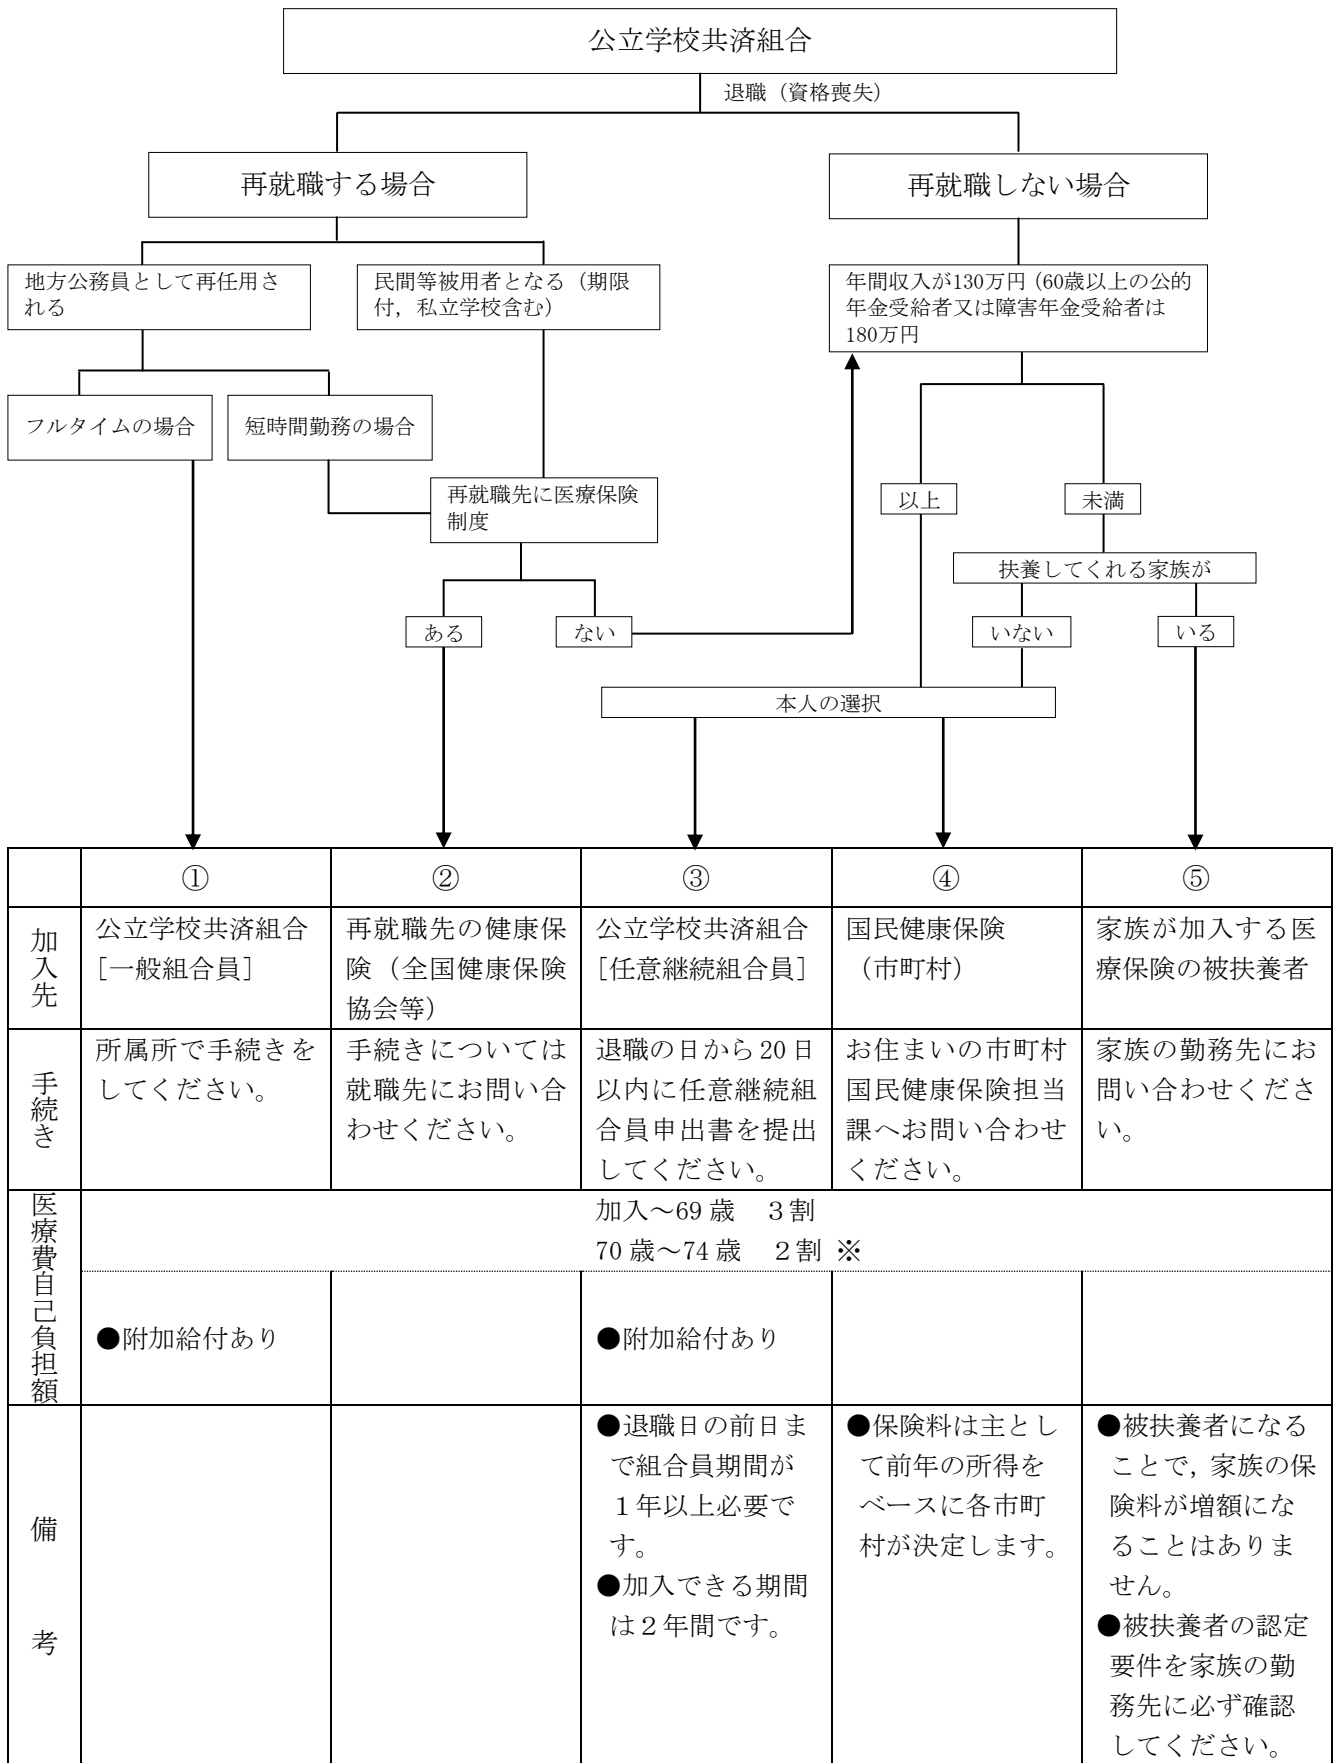 公立学校共済組合
退職（資格喪失）
再就職する場合
再就職しない場合
地方公務員として再任用さ
れる
民間等被用者となる（期限
付，私立学校含む）
年間収入が130万円（60歳以上の公的
年金受給者又は障害年金受給者は
180万円
フルタイムの場合
短時間勤務の場合
再就職先に医療保険
制度
以上
未満
扶養してくれる家族が
ある
ない
いない
いる
本人の選択
①
②
③
④
⑤
加入先
公立学校共済組合
［一般組合員］
再就職先の健康保
険（全国健康保険
協会等）
公立学校共済組合
［任意継続組合員］
国民健康保険
（市町村）
家族が加入する医
療保険の被扶養者
手続き
所属所で手続きを
してください。
手続きについては
就職先にお問い合
わせください。
退職の日から20日
以内に任意継続組
合員申出書を提出
してください。
お住まいの市町村
国民健康保険担当
課へお問い合わせ
ください。
家族の勤務先にお
問い合わせくださ
い。
医療費自己負担額
加入～69歳　３割
70歳～74歳　２割 ※
●附加給付あり
●附加給付あり
備考
●退職日の前日ま
で組合員期間が
１年以上必要で
す。
●加入できる期間
は２年間です。
●保険料は主とし
て前年の所得を
ベースに各市町
村が決定します。
●被扶養者になる
ことで，家族の保
険料が増額にな
ることはありま
せん。
●被扶養者の認定
要件を家族の勤
務先に必ず確認
してください。